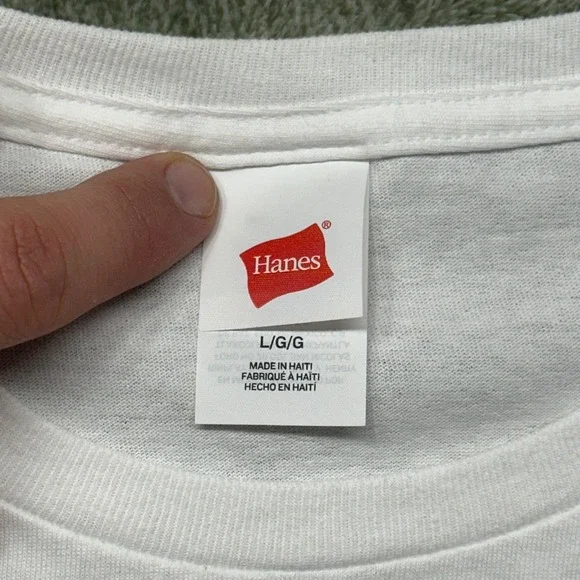 Hanes®
L/G/G
MADE IN HAITI
FABRIQUÉ À HAÏTI
HECHO EN HAITÍ